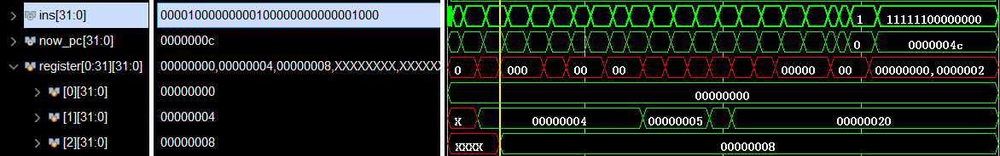 ins[31:0] 00001000000000100000000000001000 1 11111100000000
now_pc[31:0] 0000000c 0 0000004c
register[0:31][31:0] 00000000,00000004,00000008,XXXXXXXX,XXXXXX 0 000 00 00 00000 00 00000000,0000002
[0][31:0] 00000000 00000000
[1][31:0] 00000004 X 00000004 00000005 00000020
[2][31:0] 00000008 XXXX 00000008